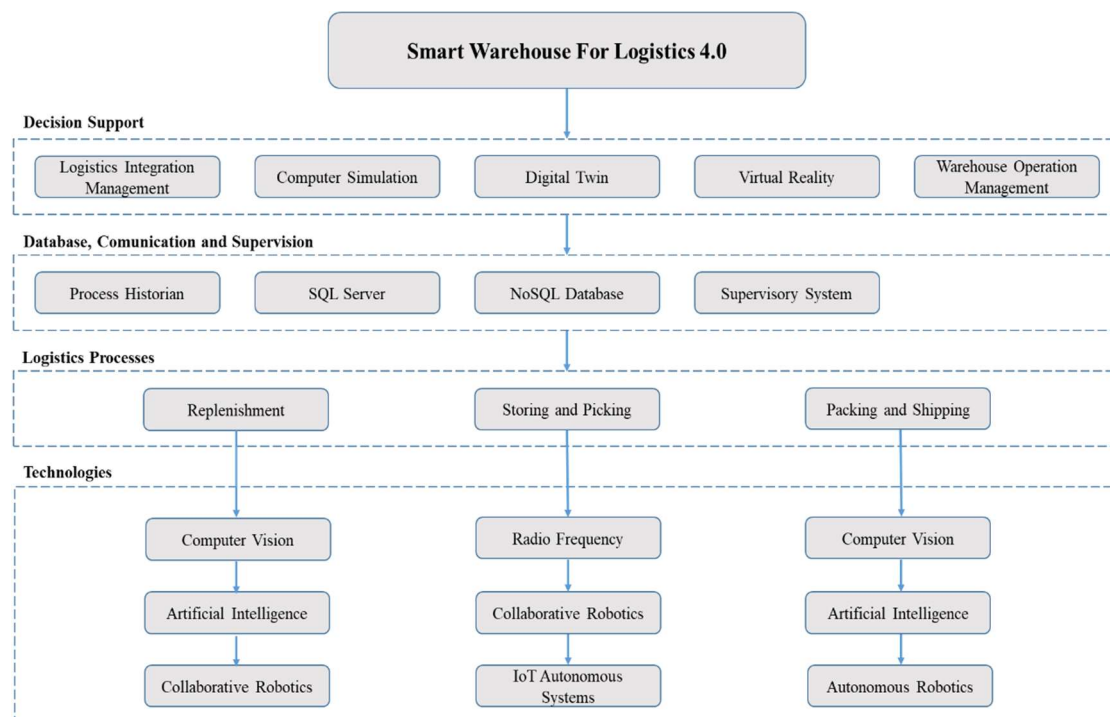 Smart Warehouse For Logistics 4.0
Decision Support
Logistics Integration
Management
Computer Simulation
Digital Twin
Virtual Reality
Warehouse Operation
Management
Database, Comunication and Supervision
Process Historian
SQL Server
NoSQL Database
Supervisory System
Logistics Processes
Replenishment
Storing and Picking
Packing and Shipping
Technologies
Computer Vision
Radio Frequency
Computer Vision
Artificial Intelligence
Collaborative Robotics
Artificial Intelligence
Collaborative Robotics
IoT Autonomous
Systems
Autonomous Robotics